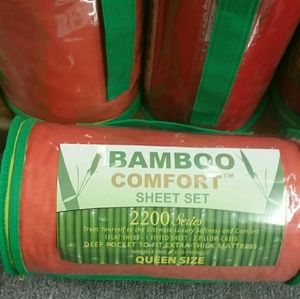 BAMBOO
COMFORT™
SHEET SET
2200 Series
Treat yourself to the Ultimate Luxury Softness and Comfort
1 FLAT SHEET - 1 FITTED SHEET - 2 PILLOW CASES
DEEP POCKET TO FIT EXTRA THICK MATTRESS
QUEEN SIZE